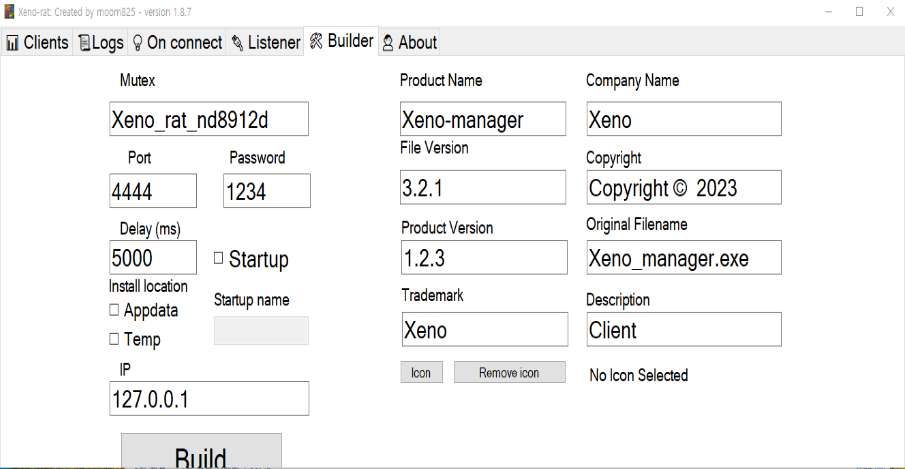 Xeno-rat: Created by moom825 - version 1.8.7
Clients Logs On connect Listener Builder About
Mutex
Xeno_rat_nd8912d
Port Password
4444 1234
Delay (ms)
5000
Startup
Install location
Appdata
Temp
Startup name
IP
127.0.0.1
Build
Product Name Company Name
Xeno-manager Xeno
File Version Copyright
3.2.1 Copyright © 2023
Product Version Original Filename
1.2.3 Xeno_manager.exe
Trademark Description
Xeno Client
Icon Remove icon No Icon Selected